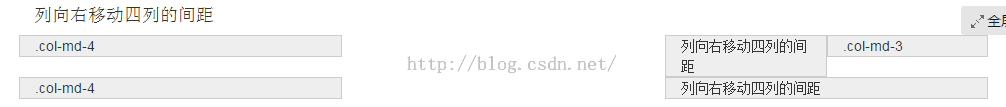 列向右移动四列的间距
全屏
.col-md-4
列向右移动四列的间
距
.col-md-3
http://blog.csdn.net/
.col-md-4
列向右移动四列的间距